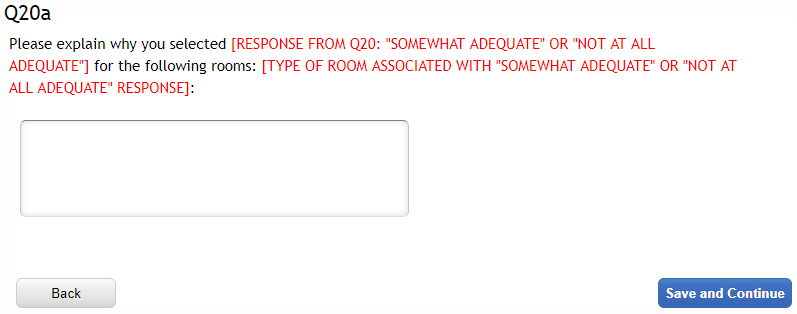 Q20a
Please explain why you selected [RESPONSE FROM Q20: "SOMEWHAT ADEQUATE" OR "NOT AT ALL
ADEQUATE"] for the following rooms: [TYPE OF ROOM ASSOCIATED WITH "SOMEWHAT ADEQUATE" OR "NOT AT
ALL ADEQUATE" RESPONSE]:
Back
Save and Continue